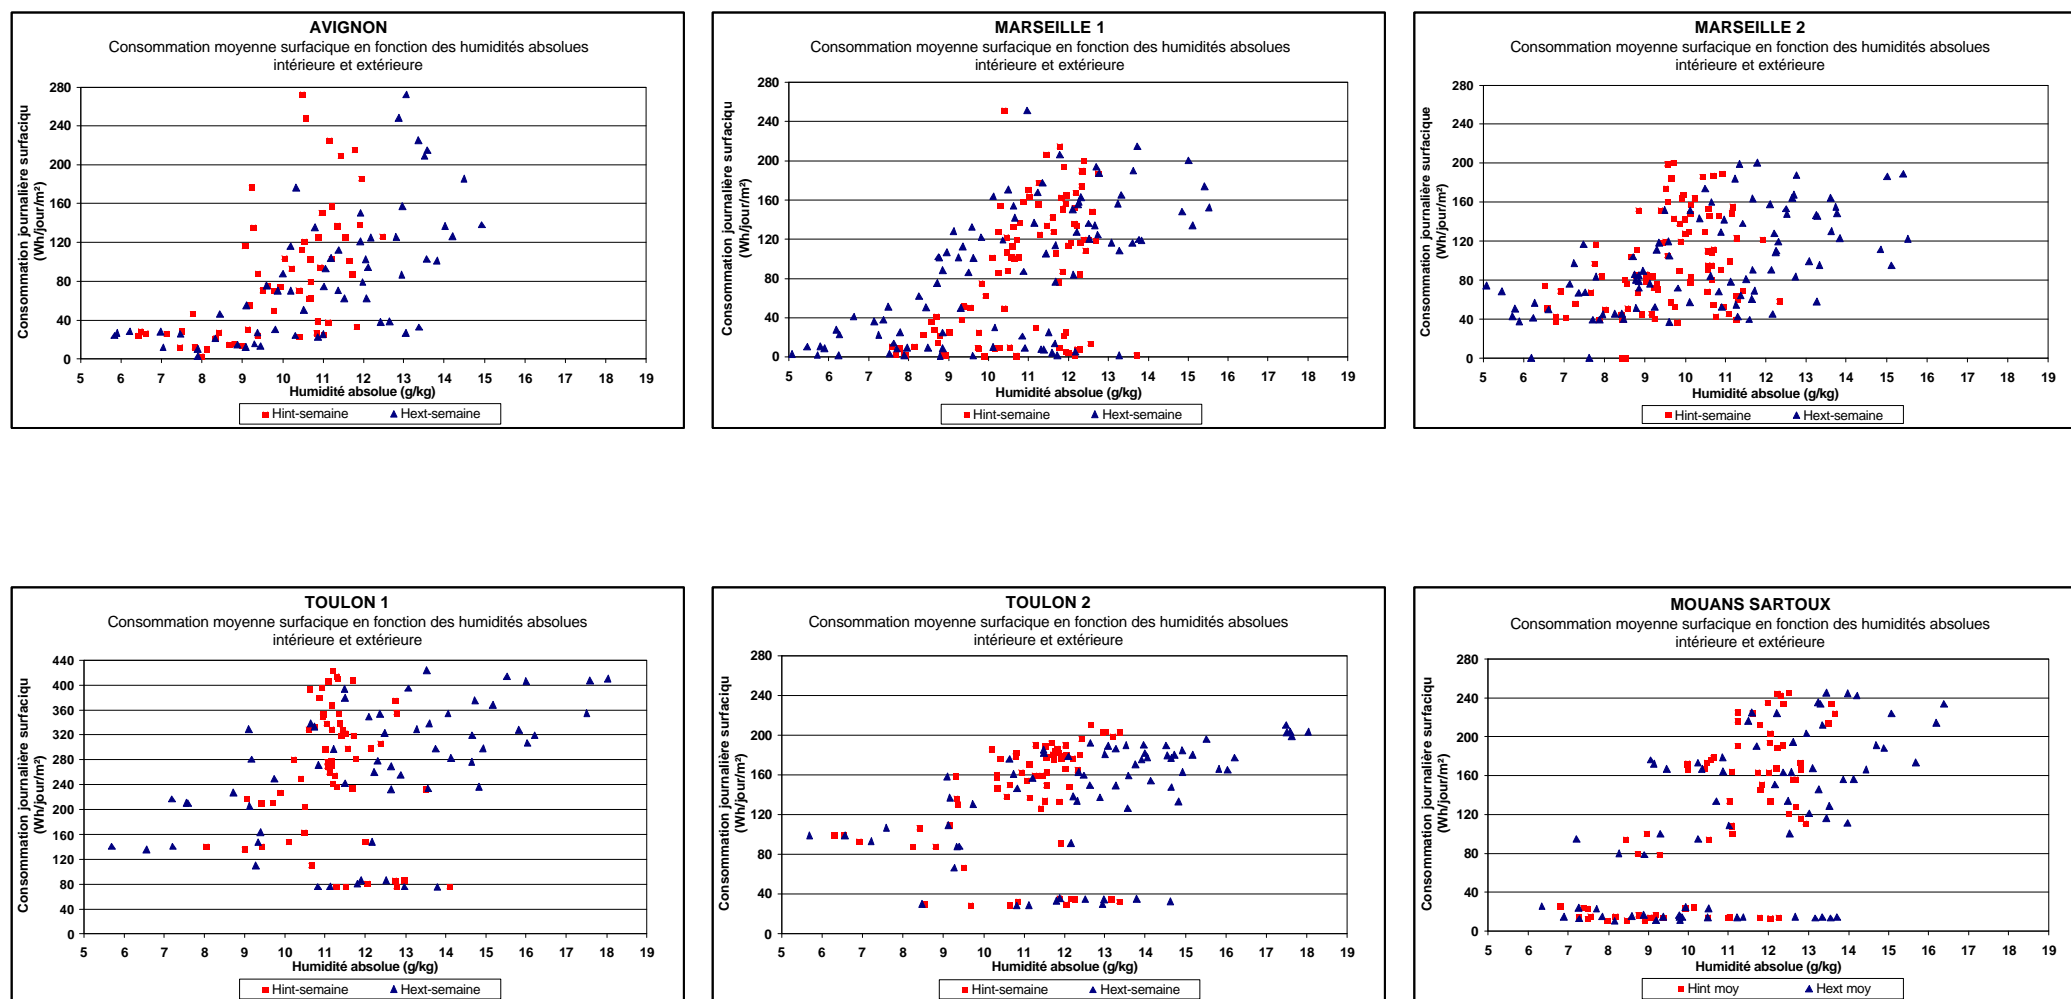 AVIGNON
Consommation moyenne surfacique en fonction des humidités absolues
intérieure et extérieure
Consommation journalière surfaciqu
(Wh/jour/m²)
280
240
200
160
120
80
40
0
5 6 7 8 9 10 11 12 13 14 15 16 17 18 19
Humidité absolue (g/kg)
Hint-semaine Hext-semaine
MARSEILLE 1
Consommation moyenne surfacique en fonction des humidités absolues
intérieure et extérieure
Consommation journalière surfaciqu
(Wh/jour/m²)
280
240
200
160
120
80
40
0
5 6 7 8 9 10 11 12 13 14 15 16 17 18 19
Humidité absolue (g/kg)
Hint-semaine Hext-semaine
MARSEILLE 2
Consommation moyenne surfacique en fonction des humidités absolues
intérieure et extérieure
Consommation journalière surfacique
(Wh/jour/m²)
280
240
200
160
120
80
40
0
5 6 7 8 9 10 11 12 13 14 15 16 17 18 19
Humidité absolue (g/kg)
Hint-semaine Hext-semaine
TOULON 1
Consommation moyenne surfacique en fonction des humidités absolues
intérieure et extérieure
Consommation journalière surfaciqu
(Wh/jour/m²)
440
400
360
320
280
240
200
160
120
80
40
0
5 6 7 8 9 10 11 12 13 14 15 16 17 18 19
Humidité absolue (g/kg)
Hint-semaine Hext-semaine
TOULON 2
Consommation moyenne surfacique en fonction des humidités absolues
intérieure et extérieure
Consommation journalière surfaciqu
(Wh/jour/m²)
280
240
200
160
120
80
40
0
5 6 7 8 9 10 11 12 13 14 15 16 17 18 19
Humidité absolue (g/kg)
Hint-semaine Hext-semaine
MOUANS SARTOUX
Consommation moyenne surfacique en fonction des humidités absolues
intérieure et extérieure
Consommation journalière surfaciqu
(Wh/jour/m²)
280
240
200
160
120
80
40
0
5 6 7 8 9 10 11 12 13 14 15 16 17 18 19
Humidité absolue (g/kg)
Hint moy Hext moy